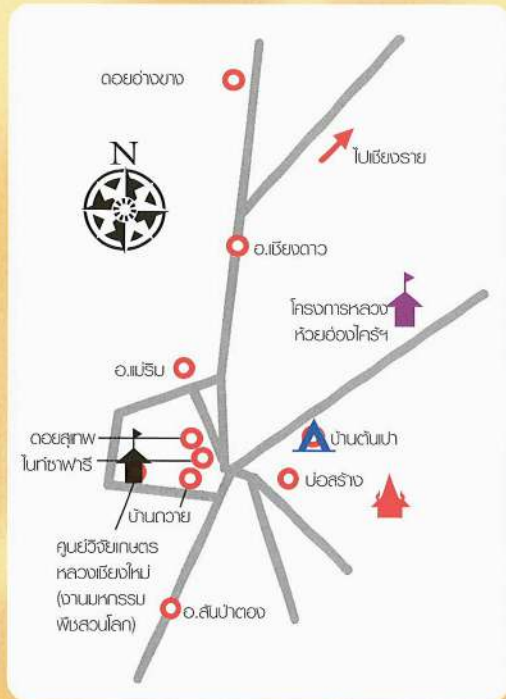 ดอยอ่างขาง
N
ไปเชียงราย
อ.เชียงดาว
โครงการหลวง
ห้วยฮ่องไคร้ฯ
อ.แม่ริม
ดอยสุเทพ
ไนท์ซาฟารี
บ้านต้นเปา
บ่อสร้าง
บ้านถวาย
ศูนย์วิจัยเกษตร
หลวงเชียงใหม่
(งานมหกรรม
พืชสวนโลก)
อ.สันป่าตอง